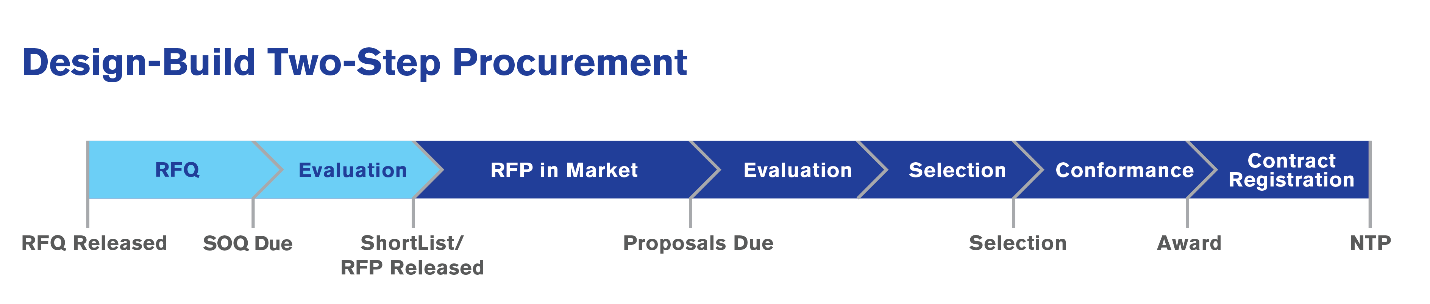 Design-Build Two-Step Procurement
RFQ
Evaluation
RFP in Market
Evaluation
Selection
Conformance
Contract
Registration
RFQ Released
SOQ Due
ShortList/
RFP Released
Proposals Due
Selection
Award
NTP